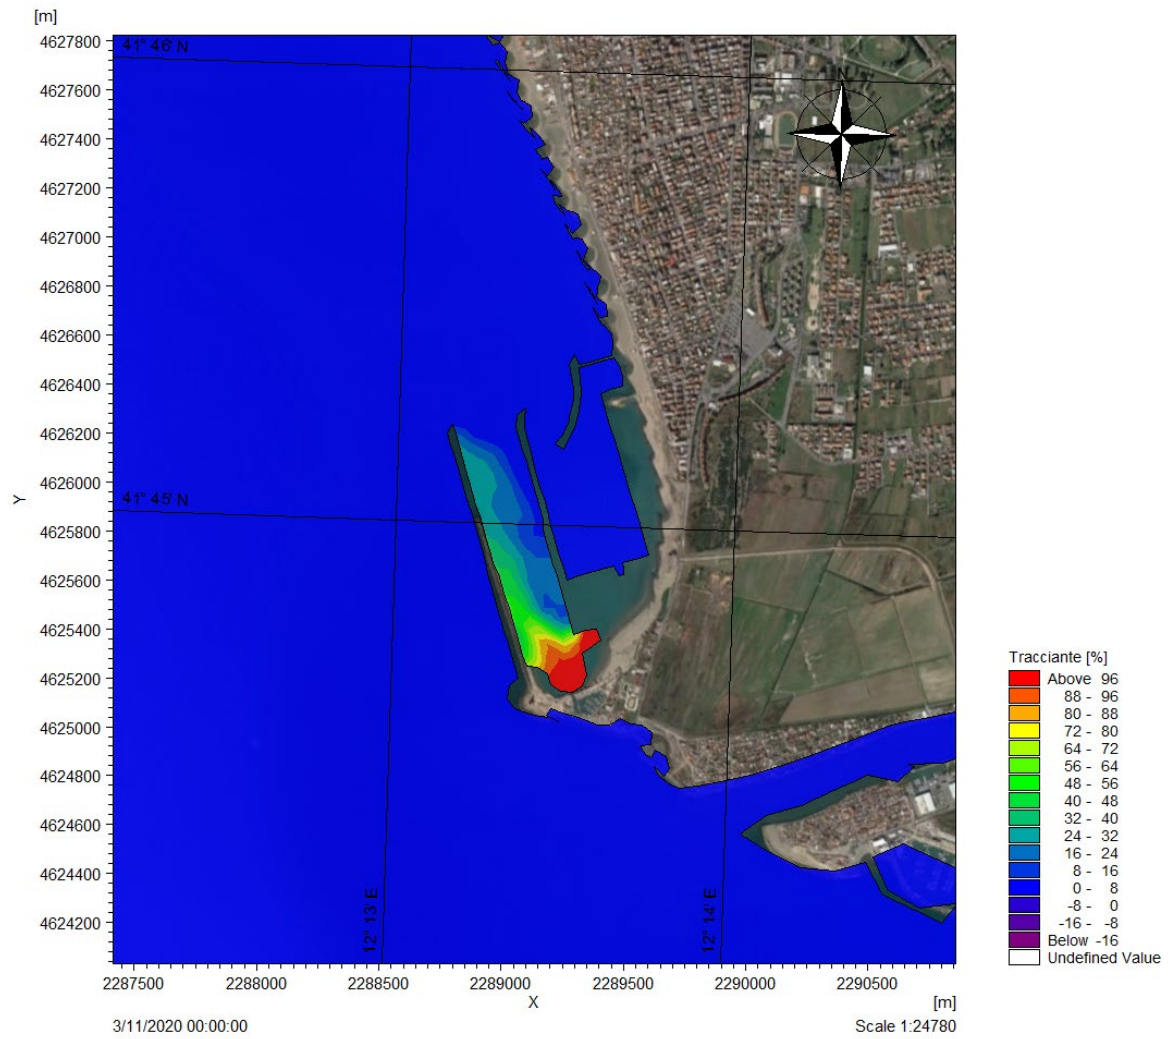 [m]
4627800
4627600
4627400
4627200
4627000
4626800
4626600
4626400
4626200
4626000
4625800
4625600
4625400
4625200
4625000
4624800
4624600
4624400
4624200
Y
41° 46' N
41° 45' N
12° 13' E
12° 14' E
N
2287500 2288000 2288500 2289000 2289500 2290000 2290500
X
[m]
3/11/2020 00:00:00
Scale 1:24780
Tracciante [%]
Above 96
88 - 96
80 - 88
72 - 80
64 - 72
56 - 64
48 - 56
40 - 48
32 - 40
24 - 32
16 - 24
8 - 16
0 - 8
-8 - 0
-16 - -8
Below -16
Undefined Value